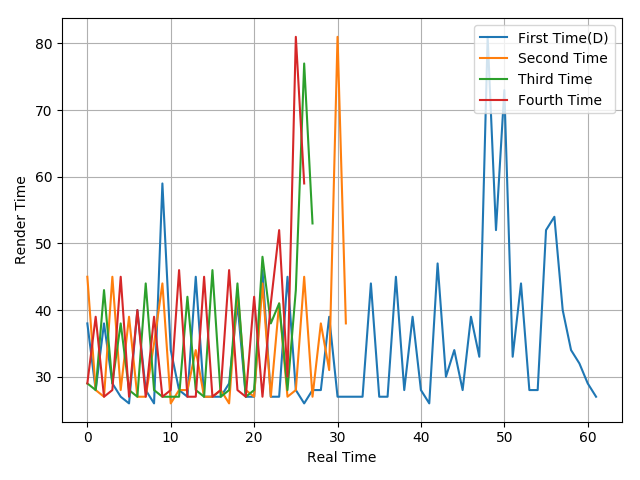 First Time(D)
Second Time
Third Time
Fourth Time
80
70
60
50
40
30
Render Time
0 10 20 30 40 50 60
Real Time